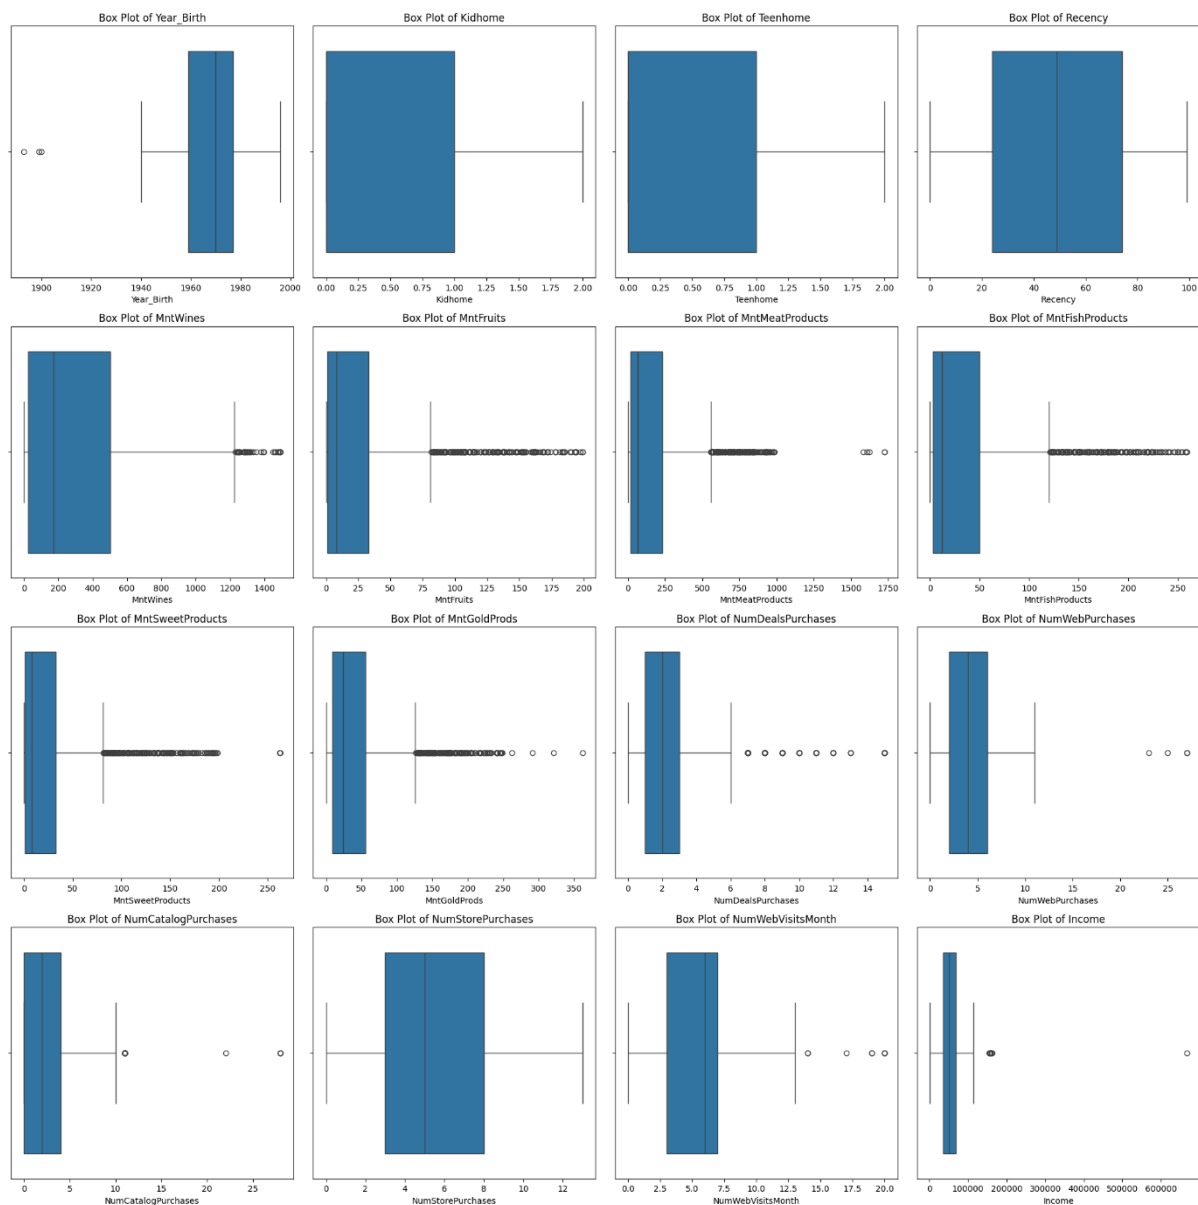 Box Plot of Year_Birth
1900 1920 1940 1960 1980 2000
Year_Birth
Box Plot of Kidhome
0.00 0.25 0.50 0.75 1.00 1.25 1.50 1.75 2.00
Kidhome
Box Plot of Teenhome
0.00 0.25 0.50 0.75 1.00 1.25 1.50 1.75 2.00
Teenhome
Box Plot of Recency
0 20 40 60 80 100
Recency
Box Plot of MntWines
0 200 400 600 800 1000 1200 1400
MntWines
Box Plot of MntFruits
0 25 50 75 100 125 150 175 200
MntFruits
Box Plot of MntMeatProducts
0 250 500 750 1000 1250 1500 1750
MntMeatProducts
Box Plot of MntFishProducts
0 50 100 150 200 250
MntFishProducts
Box Plot of MntSweetProducts
0 50 100 150 200 250
MntSweetProducts
Box Plot of MntGoldProds
0 50 100 150 200 250 300 350
MntGoldProds
Box Plot of NumDealsPurchases
0 2 4 6 8 10 12 14
NumDealsPurchases
Box Plot of NumWebPurchases
0 5 10 15 20 25
NumWebPurchases
Box Plot of NumCatalogPurchases
0 5 10 15 20 25
NumCatalogPurchases
Box Plot of NumStorePurchases
0 2 4 6 8 10 12
NumStorePurchases
Box Plot of NumWebVisitsMonth
0.0 2.5 5.0 7.5 10.0 12.5 15.0 17.5 20.0
NumWebVisitsMonth
Box Plot of Income
0 100000 200000 300000 400000 500000 600000
Income